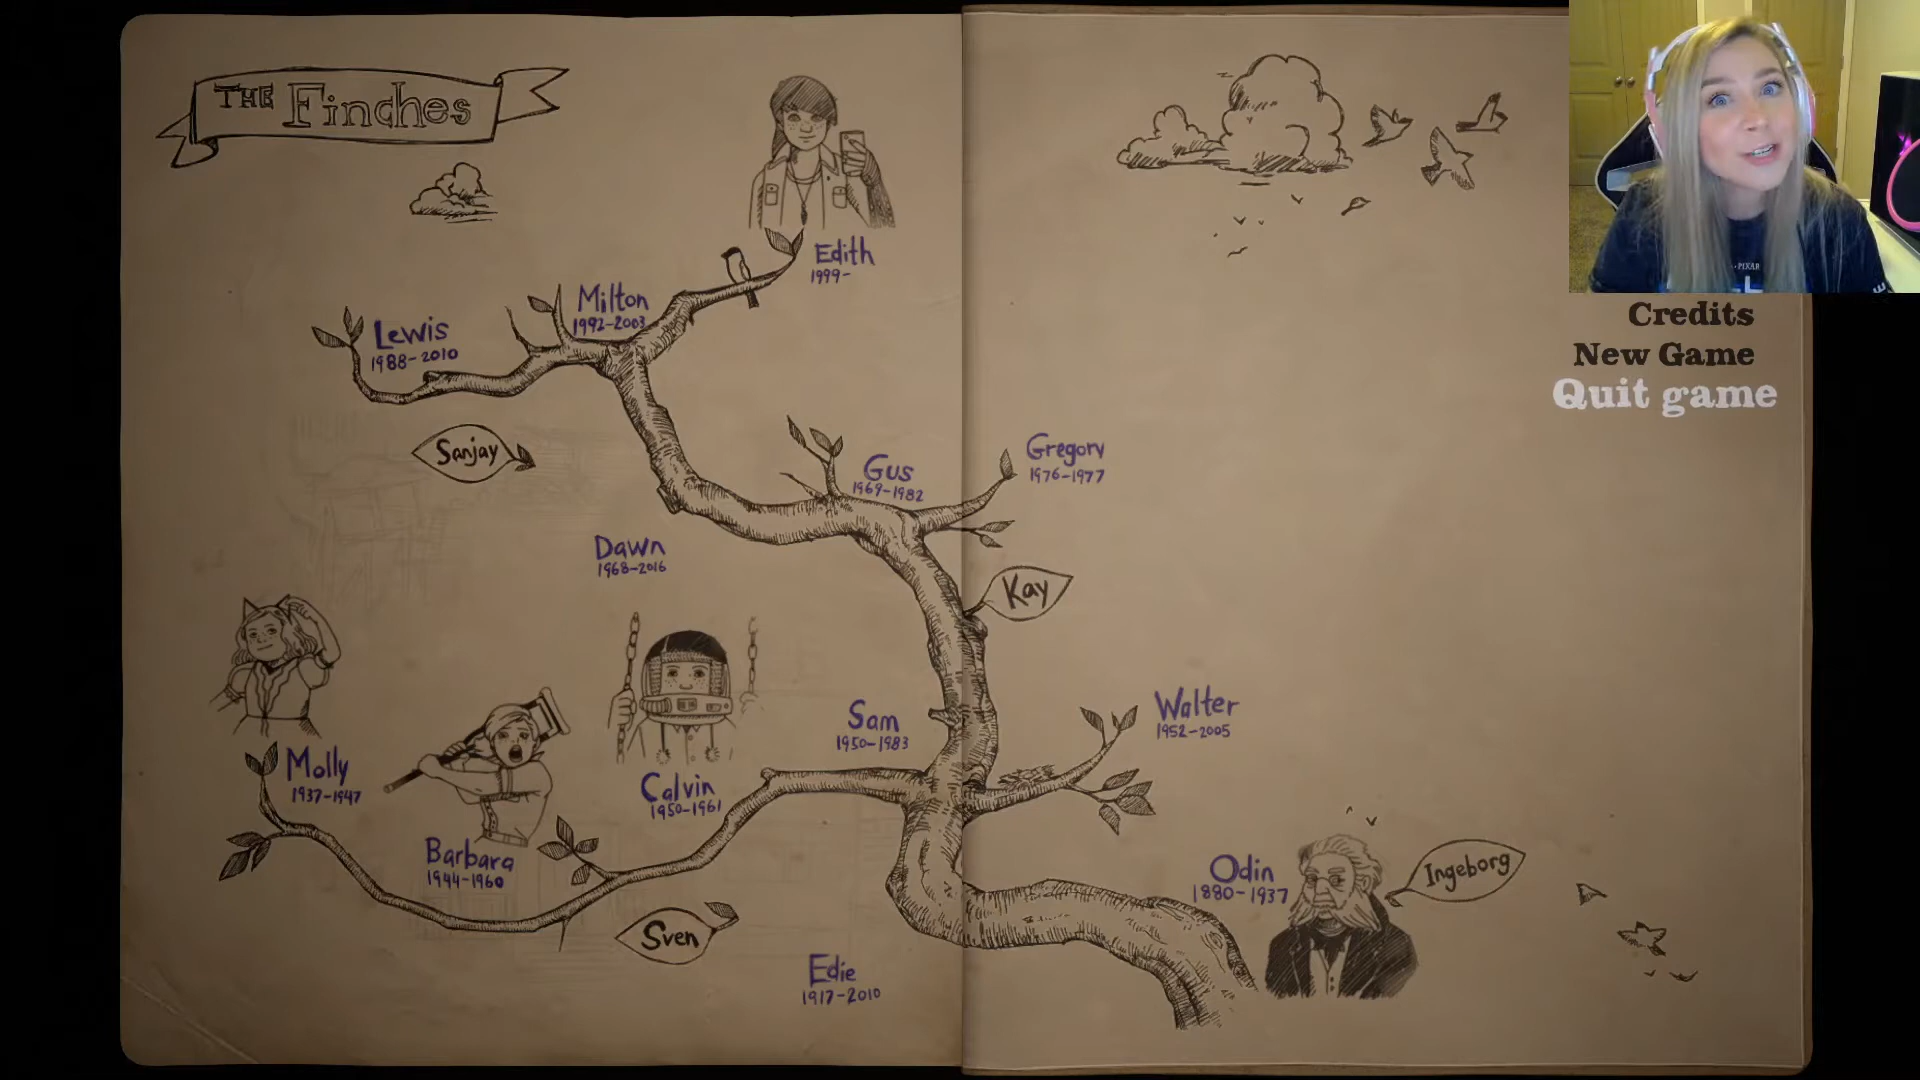 THE Finches
Edith
1999-
Milton
1992-2003
Lewis
1988-2010
Sanjay
Gus
1969-1982
Gregory
1976-1977
Dawn
1968-2016
Kay
Sam
1950-1983
Walter
1952-2005
Molly
1937-1947
Calvin
1950-1961
Barbara
1944-1960
Sven
Edie
1917-2010
Odin
1880-1937
Ingeborg
PIXAR
Credits
New Game
Quit game